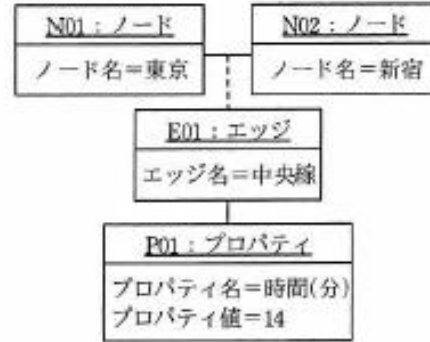 N01：ノード
ノード名＝東京
N02：ノード
ノード名＝新宿
E01：エッジ
エッジ名＝中央線
P01：プロパティ
プロパティ名＝時間(分)
プロパティ値＝14